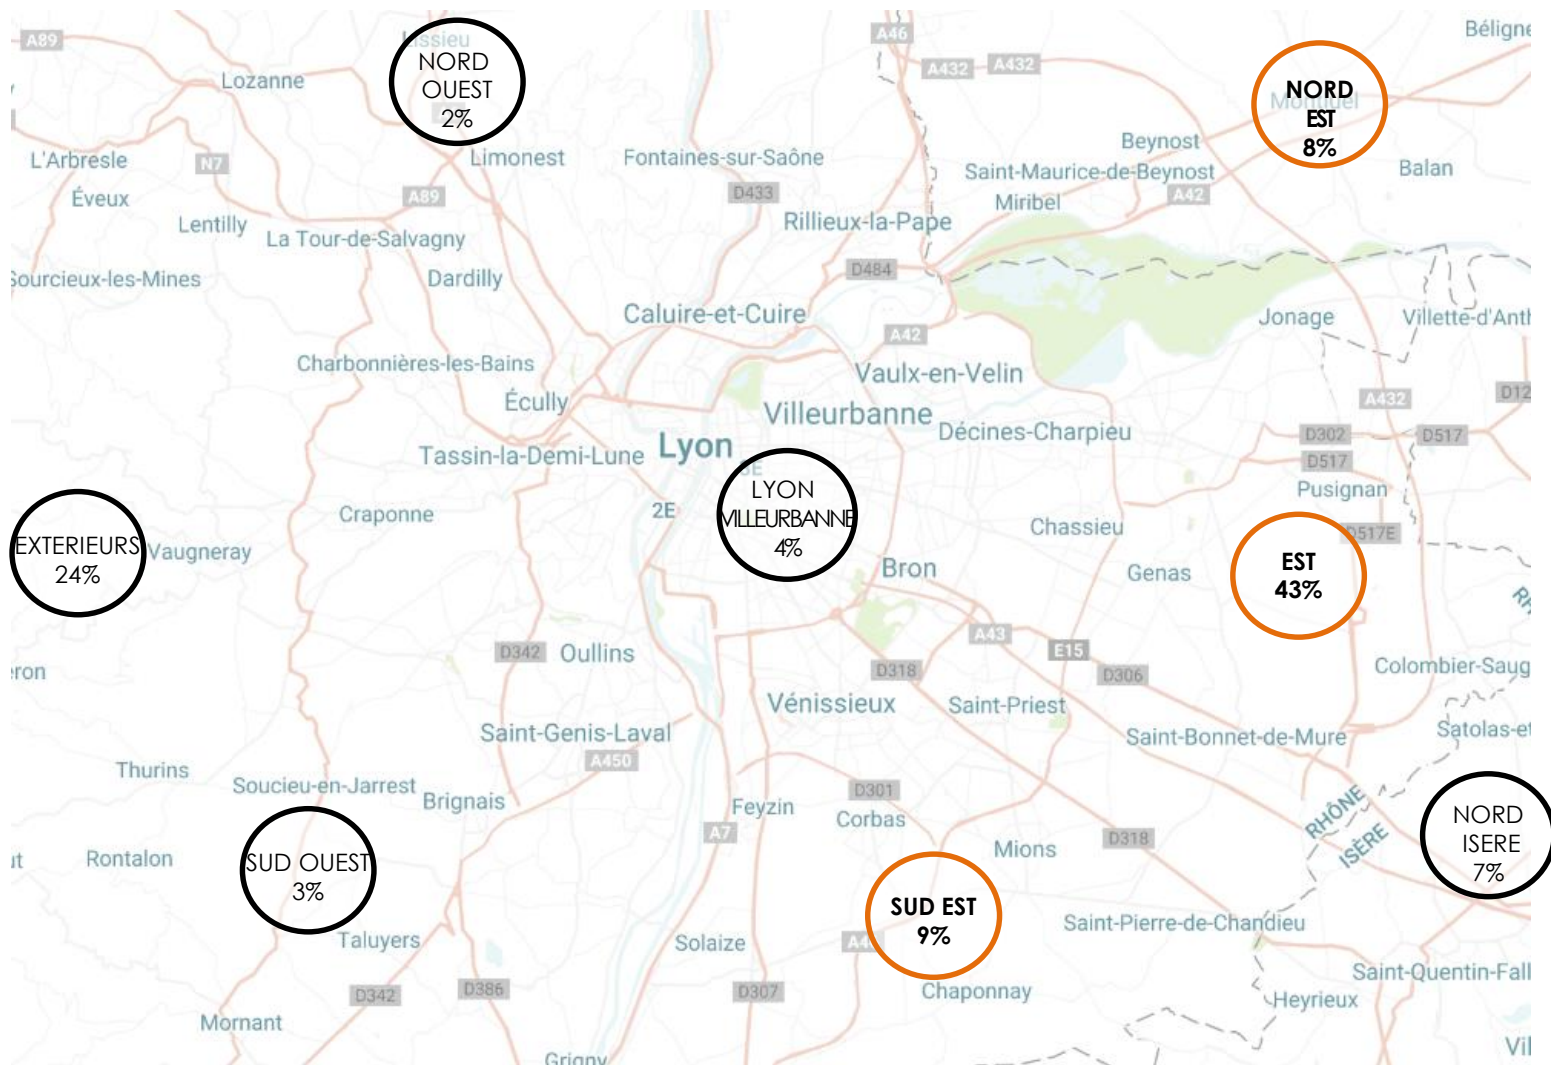 A89
Lissieu
NORD
OUEST
2%
Lozanne
A46
A432
A432
NORD
EST
8%
L'Arbresle
N7
Limonest
Fontaines-sur-Saône
Beynost
Saint-Maurice-de-Beynost
Balan
Éveux
A89
D433
Miribel
A42
Lentilly
La Tour-de-Salvagny
Rillieux-la-Pape
Sourcieux-les-Mines
Dardilly
D484
Caluire-et-Cuire
A42
Jonage
Charbonnières-les-Bains
Vaulx-en-Velin
Écully
Villeurbanne
A432
Tassin-la-Demi-Lune
Lyon
Décines-Charpieu
D302
D517
D517
Pusignan
LYON
VILLEURBANNE
4%
Craponne
2E
Chassieu
D517E
EXTERIEURS
24%
Vaugneray
Bron
Genas
EST
43%
D342
Oullins
A43
E15
D318
D306
Vénissieux
Saint-Priest
Saint-Genis-Laval
A450
Saint-Bonnet-de-Mure
Thurins
Soucieu-en-Jarrest
Brignais
Feyzin
D301
Corbas
RHÔNE
ISÈRE
NORD
ISERE
7%
A7
D318
Rontalon
SUD OUEST
3%
Mions
SUD EST
9%
Taluyers
Solaize
Saint-Pierre-de-Chandieu
D342
D386
D307
Chaponnay
Heyrieux
Mornant
Grigny